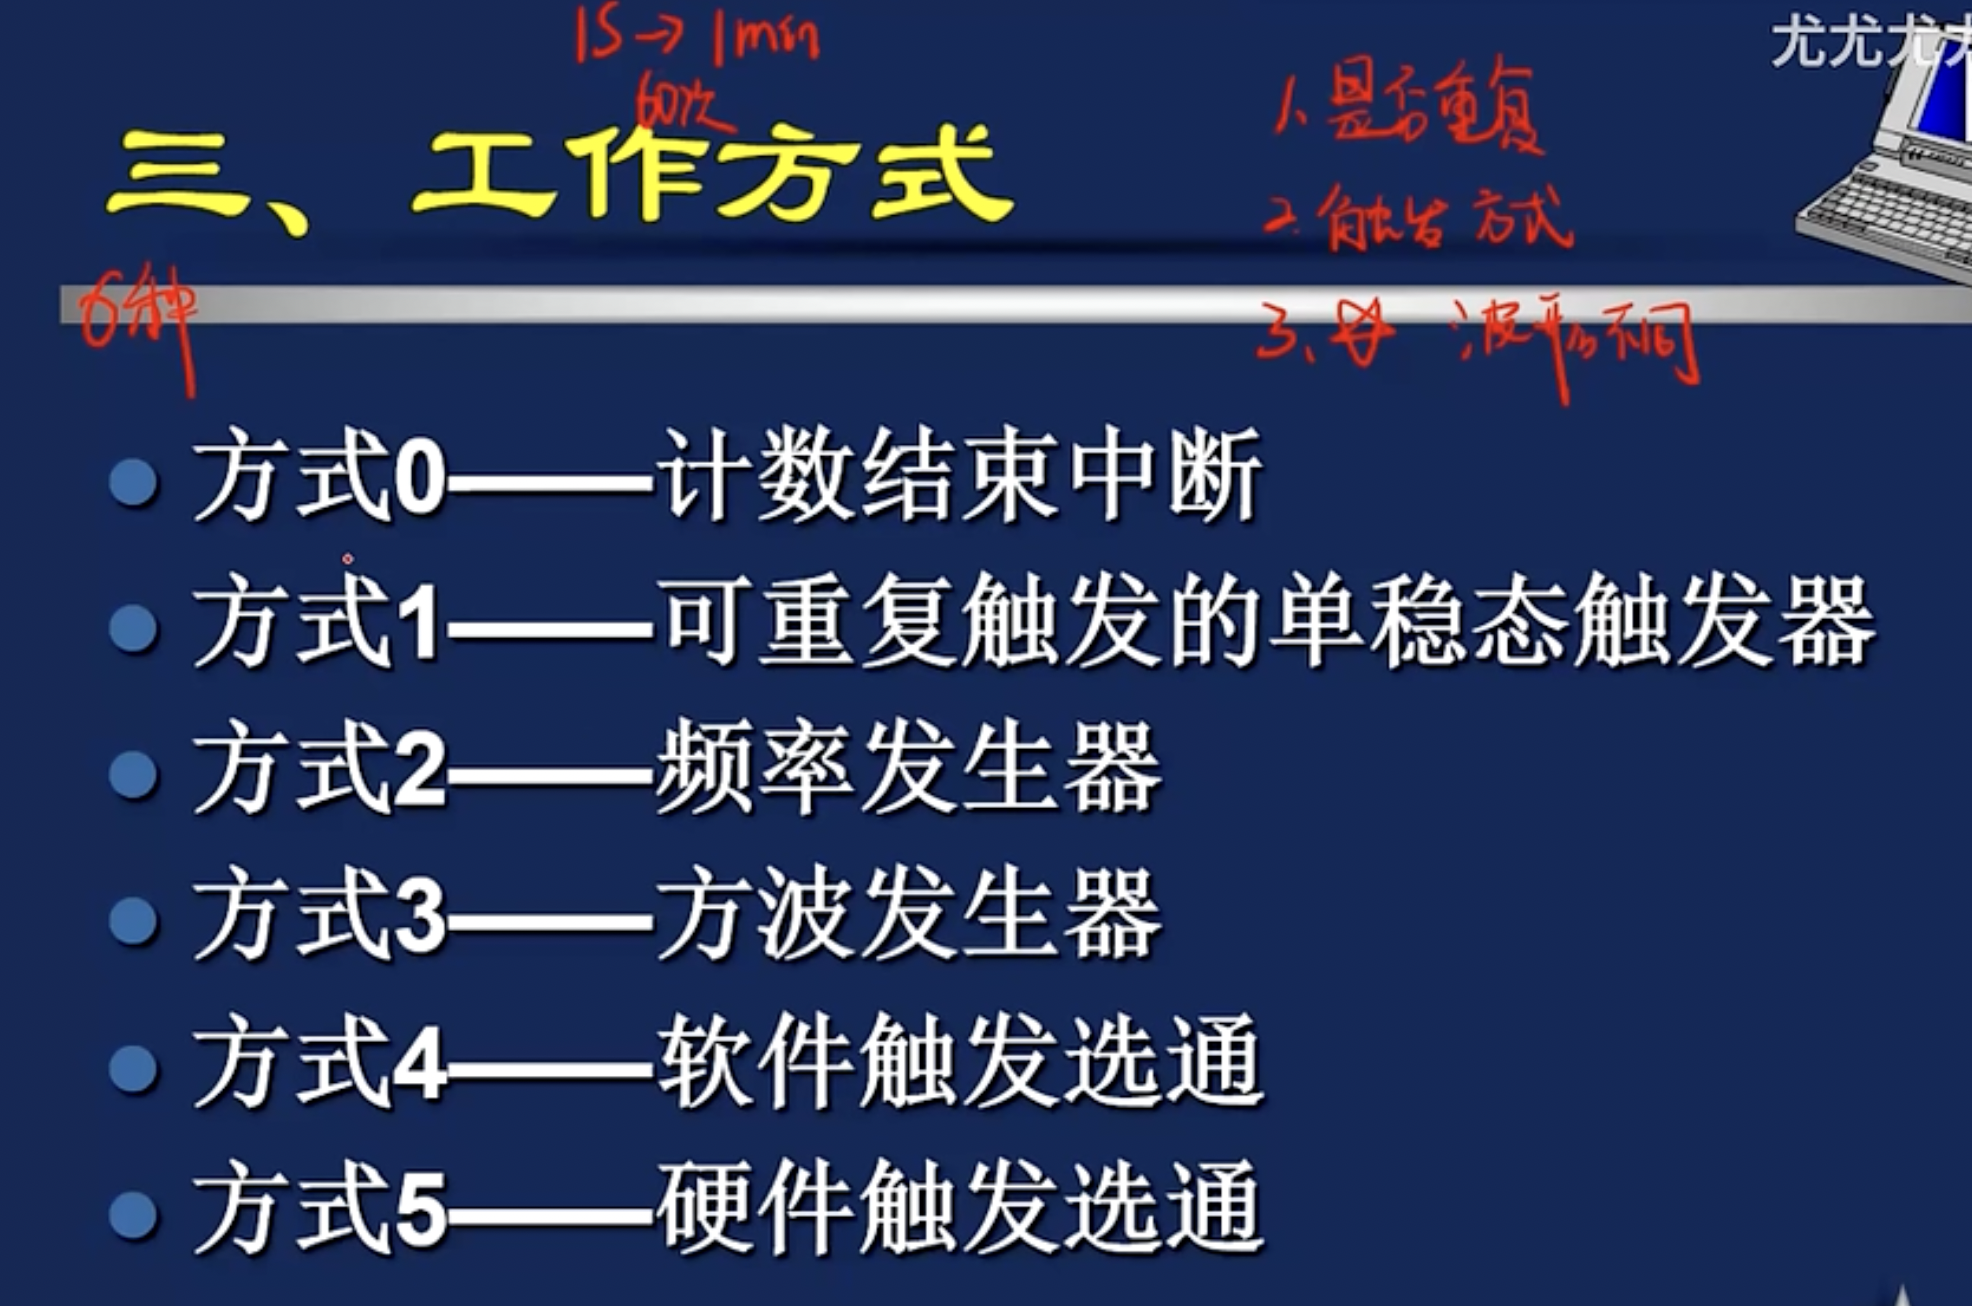 1S→1min
尤尤尤
60次
1、是否重复
三、工作方式
2、触发方式
6种
3、波形不同
方式0——计数结束中断
方式1——可重复触发的单稳态触发器
方式2——频率发生器
方式3——方波发生器
方式4——软件触发选通
方式5——硬件触发选通